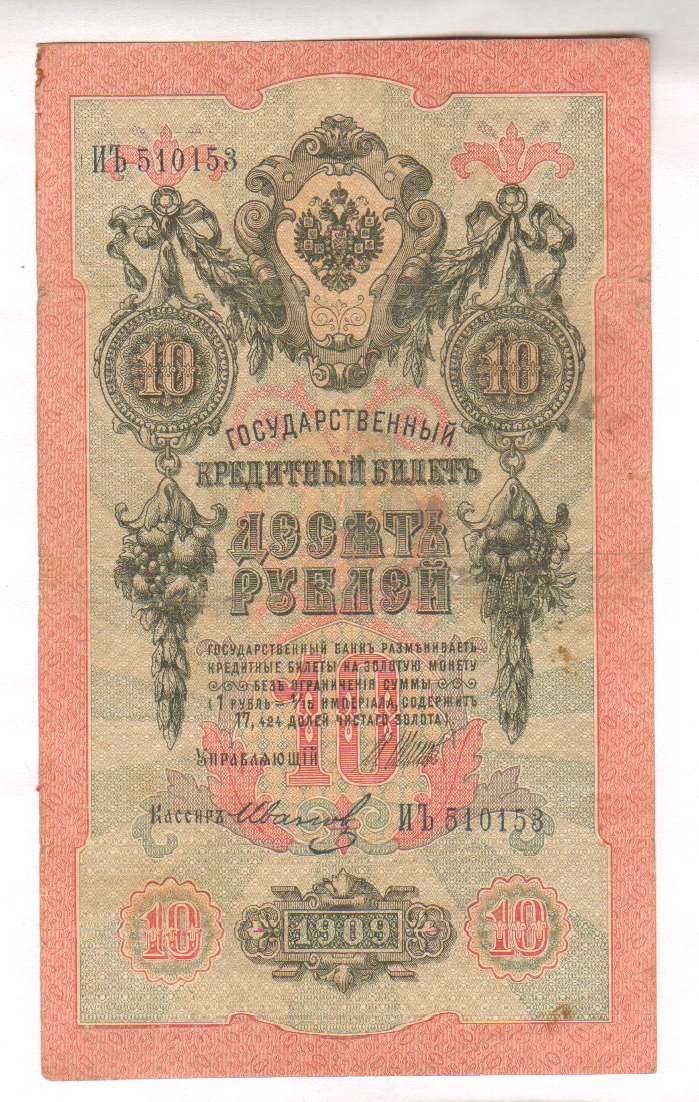 ИЪ 510153
10 10
ГОСУДАРСТВЕННЫЙ
КРЕДИТНЫЙ БИЛЕТЪ
ДЕСЯТЬ
РУБЛЕЙ
ГОСУДАРСТВЕННЫЙ БАНКЪ РАЗМѢНИВАЕТЪ
КРЕДИТНЫЕ БИЛЕТЫ НА ЗОЛОТУЮ МОНЕТУ
БЕЗЪ ОГРАНИЧЕНІЯ СУММЫ
(1 РУБЛЬ = 1/15 ИМПЕРІАЛА, СОДЕРЖИТЪ
17,424 ДОЛЕЙ ЧИСТАГО ЗОЛОТА).
10
УПРАВЛЯЮЩІЙ
Кассиръ Иванов ИЪ 510153
10 1909 10